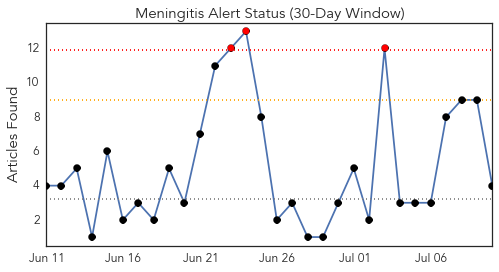 Meningitis Alert Status (30-Day Window)
Articles Found
12
10
8
6
4
2
Jun 11
Jun 16
Jun 21
Jun 26
Jul 01
Jul 06